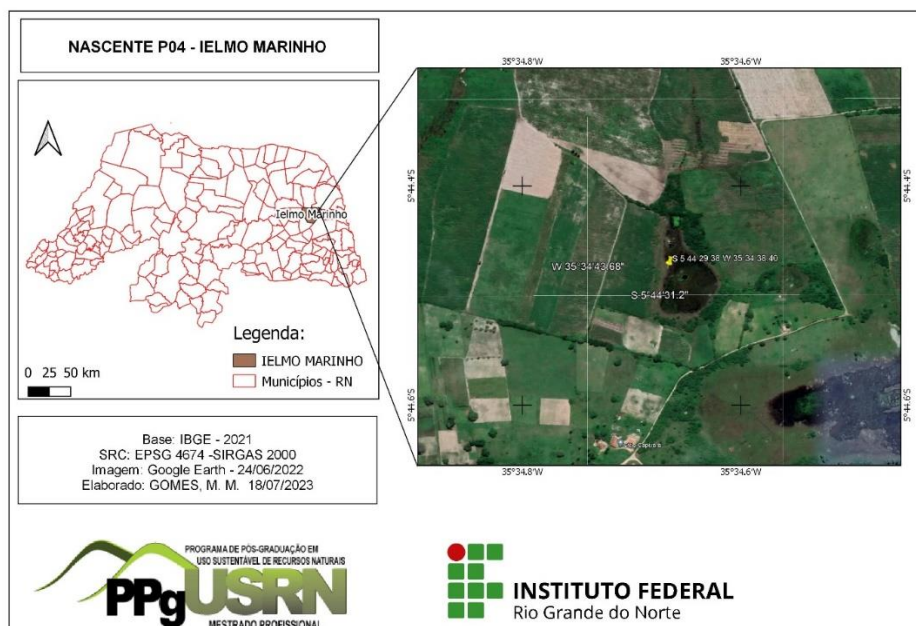 NASCENTE P04 - IELMO MARINHO
Ielmo Marinho
Legenda:
IELMO MARINHO
Municípios - RN
0 25 50 km
Base: IBGE - 2021
SRC: EPSG 4674 -SIRGAS 2000
Imagem: Google Earth - 24/06/2022
Elaborado: GOMES, M. M. 18/07/2023
35°34.8'W 35°34.6'W
5°44.4'S 5°44.4'S
S 5 44 29 38 W 35 34 38 40
W 35°34'43.68"
S 5°44'31.2"
5°44.6'S 5°44.6'S
35°34.8'W 35°34.6'W
PROGRAMA DE PÓS-GRADUAÇÃO EM
USO SUSTENTÁVEL DE RECURSOS NATURAIS
PPgUSRN
MESTRADO PROFISSIONAL
INSTITUTO FEDERAL
Rio Grande do Norte